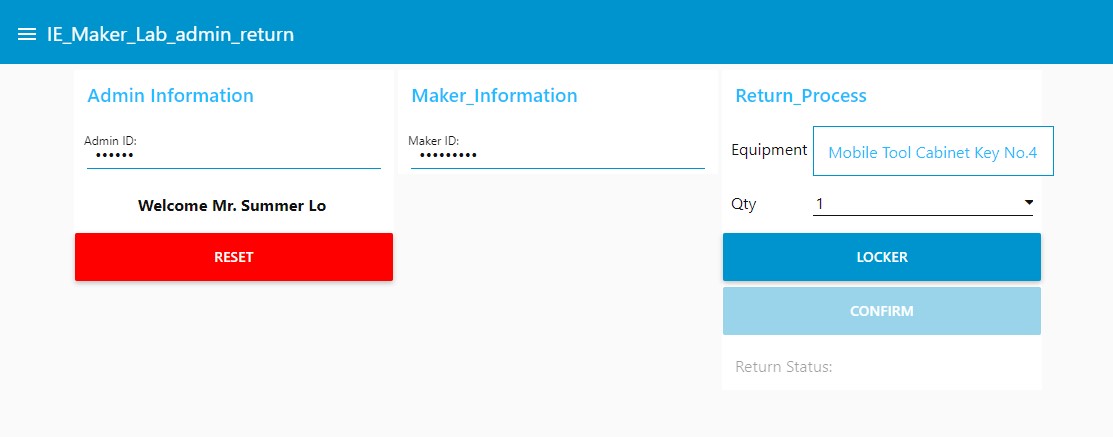 IE_Maker_Lab_admin_return
Admin Information
Admin ID:
••••••
Welcome Mr. Summer Lo
RESET
Maker_Information
Maker ID:
•••••••••
Return_Process
Equipment
Mobile Tool Cabinet Key No.4
Qty
1
LOCKER
CONFIRM
Return Status: